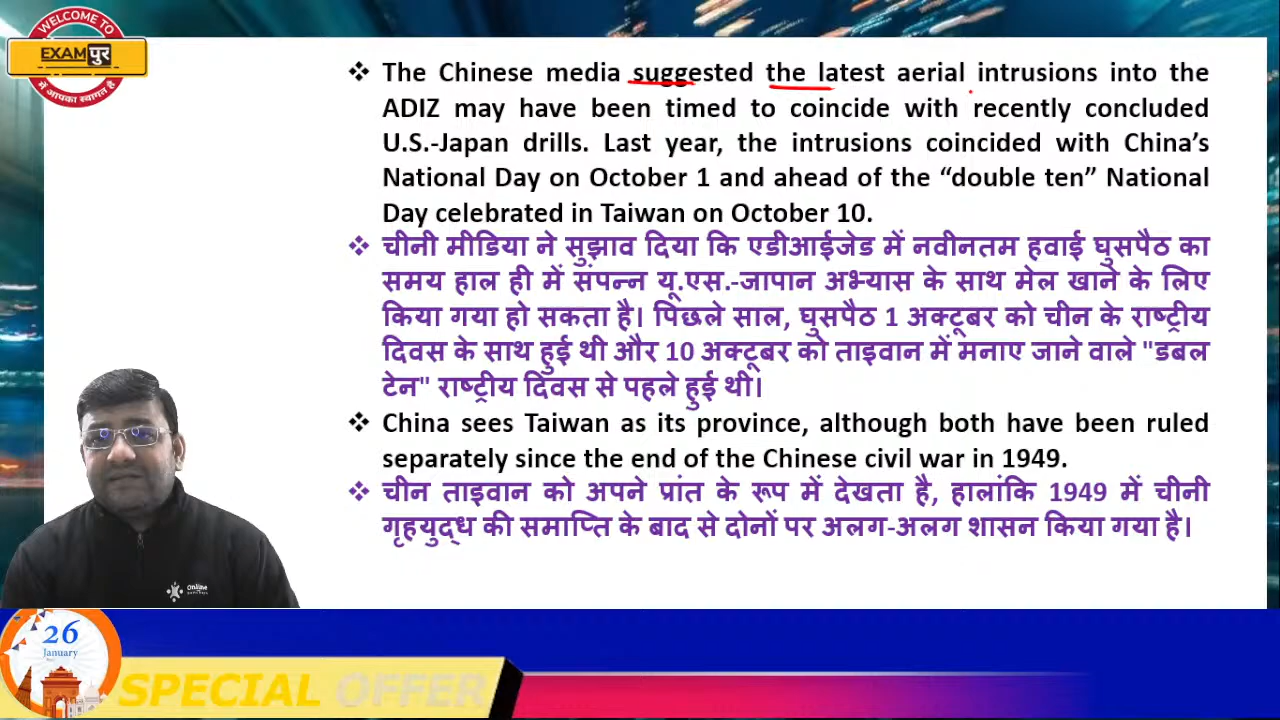 WELCOME TO
EXAMपुर
में आपका स्वागत है
❖ The Chinese media suggested the latest aerial intrusions into the
ADIZ may have been timed to coincide with recently concluded
U.S.-Japan drills. Last year, the intrusions coincided with China’s
National Day on October 1 and ahead of the “double ten” National
Day celebrated in Taiwan on October 10.
❖ चीनी मीडिया ने सुझाव दिया कि एडीआईजेड में नवीनतम हवाई घुसपैठ का
समय हाल ही में संपन्न यू.एस.-जापान अभ्यास के साथ मेल खाने के लिए
किया गया हो सकता है। पिछले साल, घुसपैठ 1 अक्टूबर को चीन के राष्ट्रीय
दिवस के साथ हुई थी और 10 अक्टूबर को ताइवान में मनाए जाने वाले "डबल
टेन" राष्ट्रीय दिवस से पहले हुई थी।
❖ China sees Taiwan as its province, although both have been ruled
separately since the end of the Chinese civil war in 1949.
❖ चीन ताइवान को अपने प्रांत के रूप में देखता है, हालांकि 1949 में चीनी
गृहयुद्ध की समाप्ति के बाद से दोनों पर अलग-अलग शासन किया गया है।
Online
26
January
SPECIAL OFFER